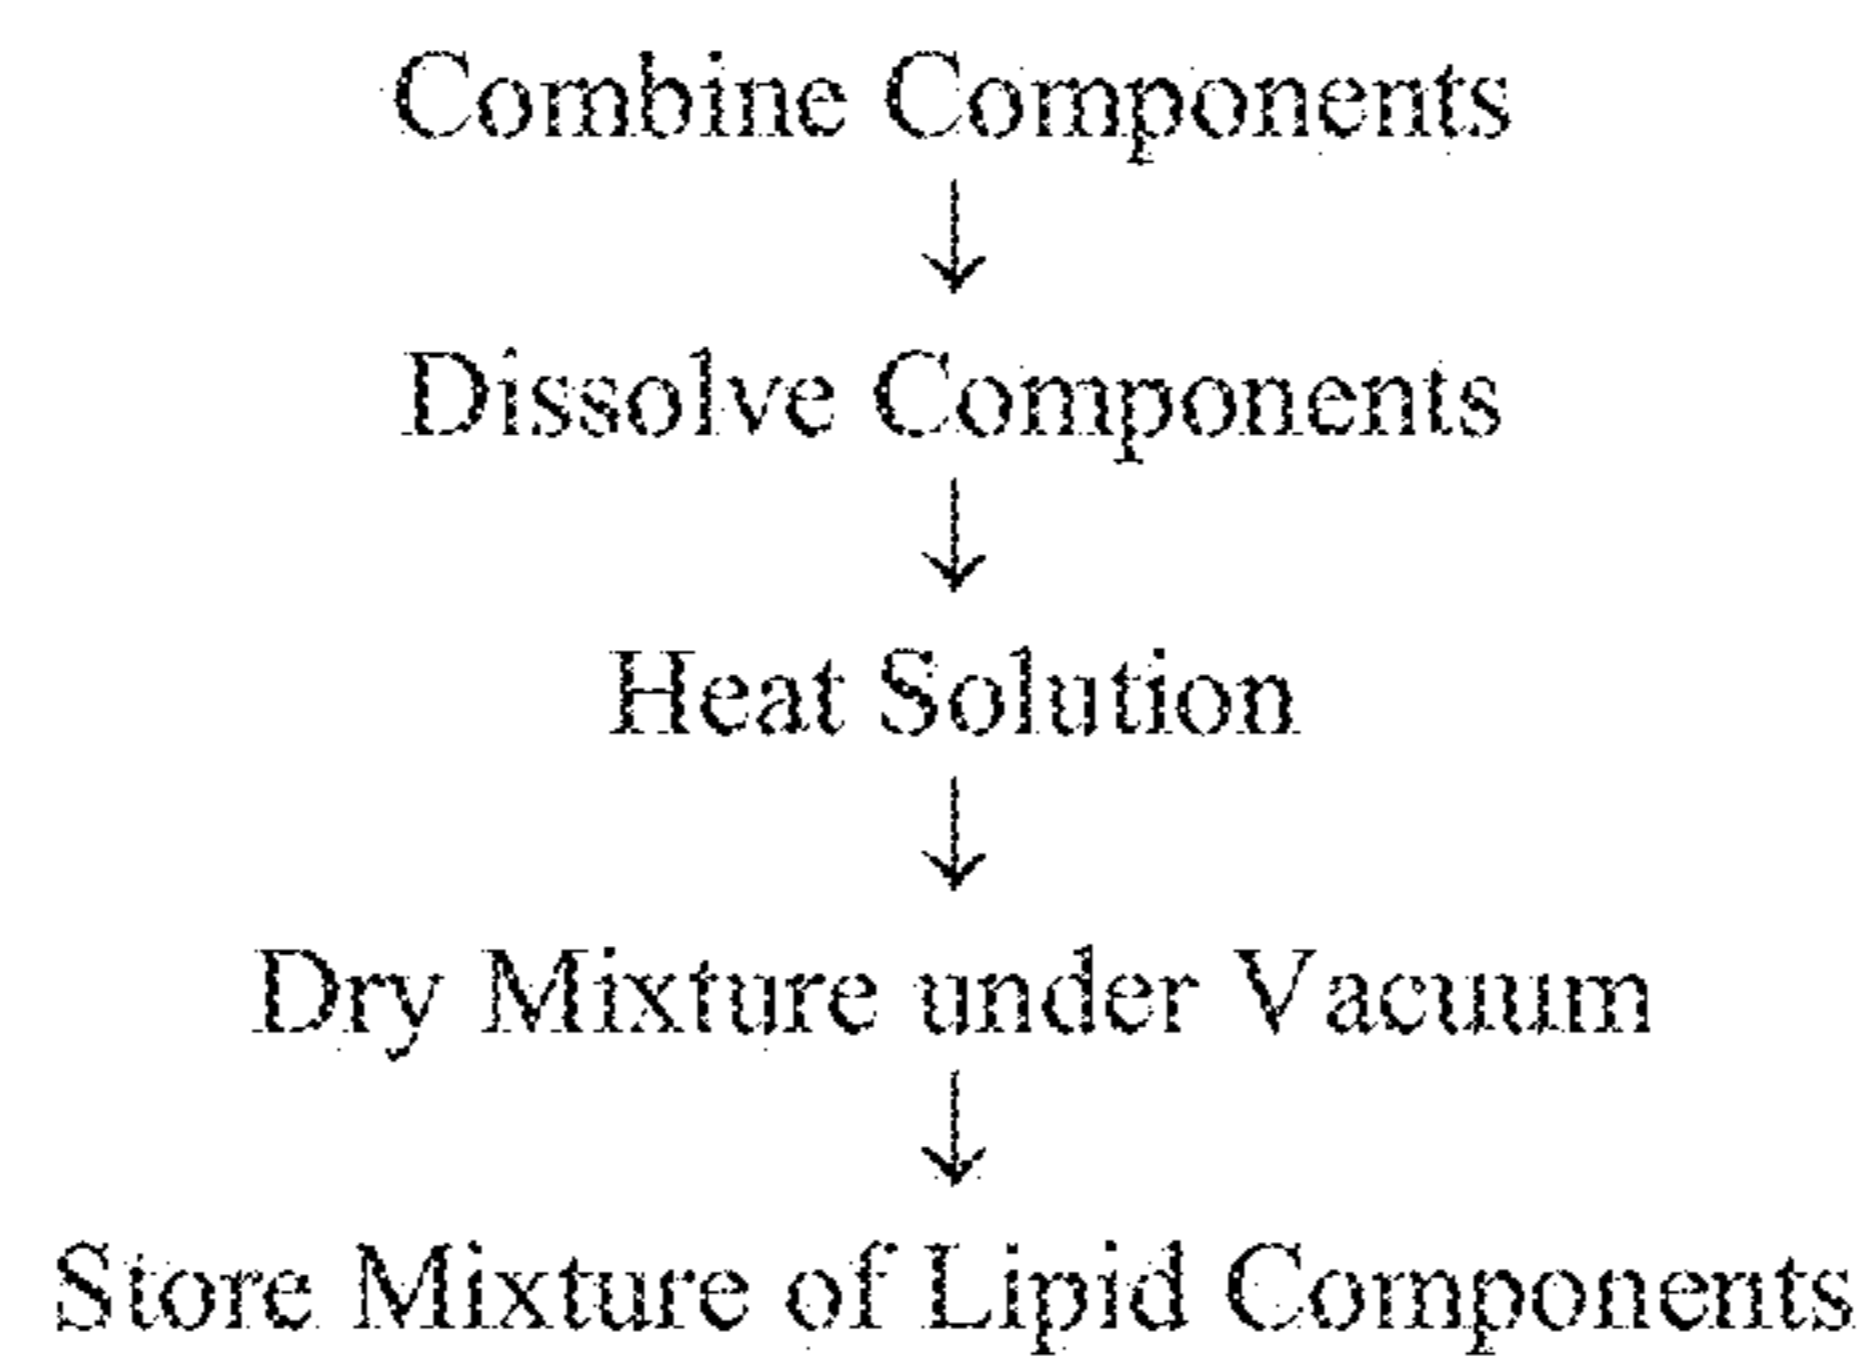 Combine Components
↓
Dissolve Components
↓
Heat Solution
↓
Dry Mixture under Vacuum
↓
Store Mixture of Lipid Components